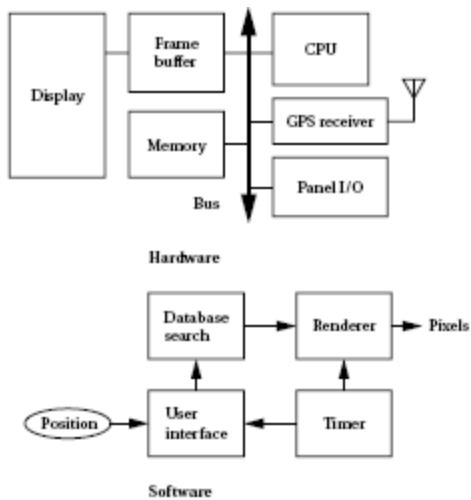 Display
Frame
buffer
CPU
GPS receiver
Memory
Panel I/O
Bus
Hardware
Database
search
Renderer
Pixels
Position
User
interface
Timer
Software